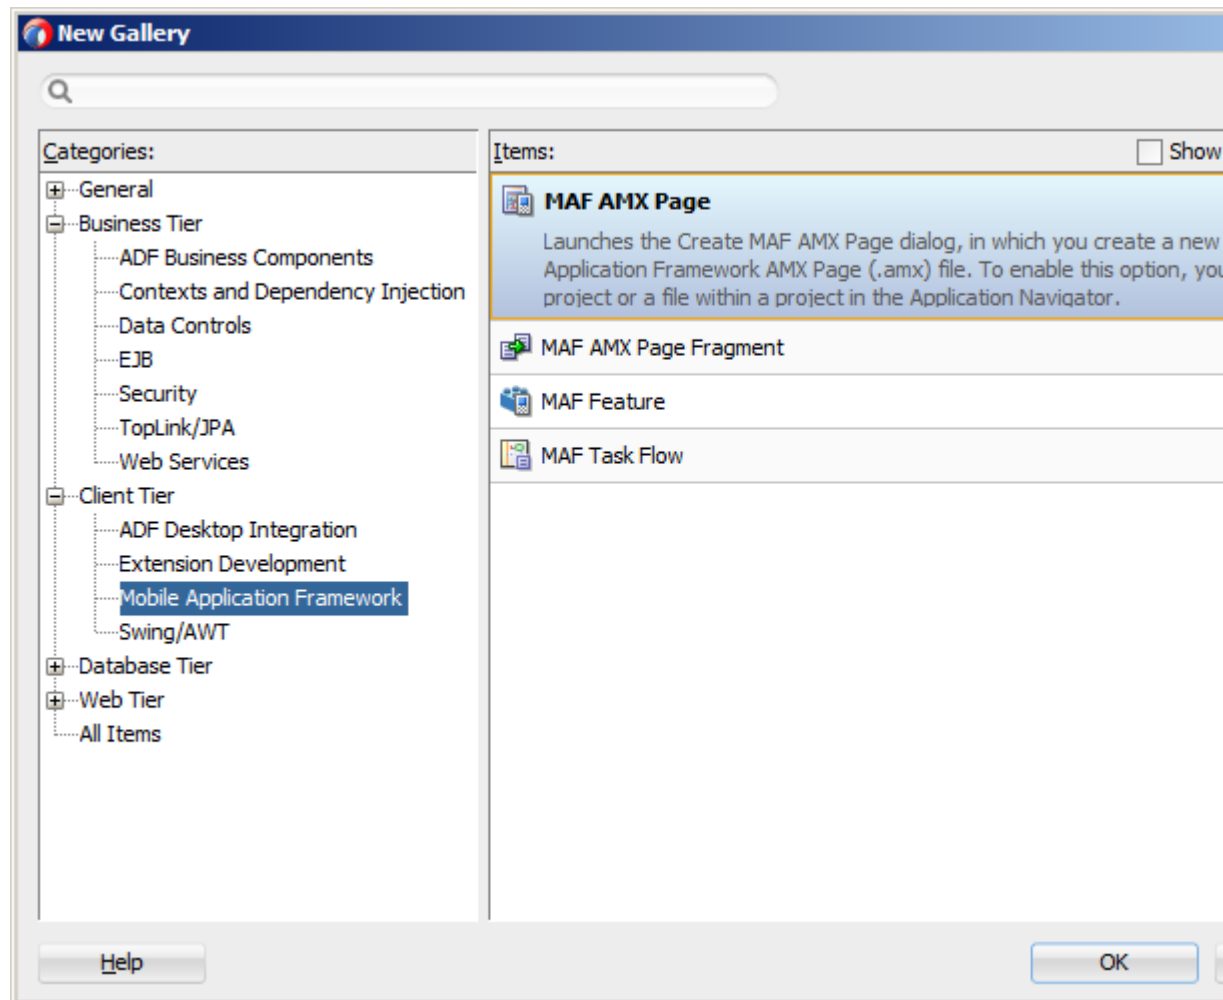 New Gallery
Categories:
General
Business Tier
ADF Business Components
Contexts and Dependency Injection
Data Controls
EJB
Security
TopLink/JPA
Web Services
Client Tier
ADF Desktop Integration
Extension Development
Mobile Application Framework
Swing/AWT
Database Tier
Web Tier
All Items
Items:
Show
MAF AMX Page
Launches the Create MAF AMX Page dialog, in which you create a new
Application Framework AMX Page (.amx) file. To enable this option, you
project or a file within a project in the Application Navigator.
MAF AMX Page Fragment
MAF Feature
MAF Task Flow
Help
OK